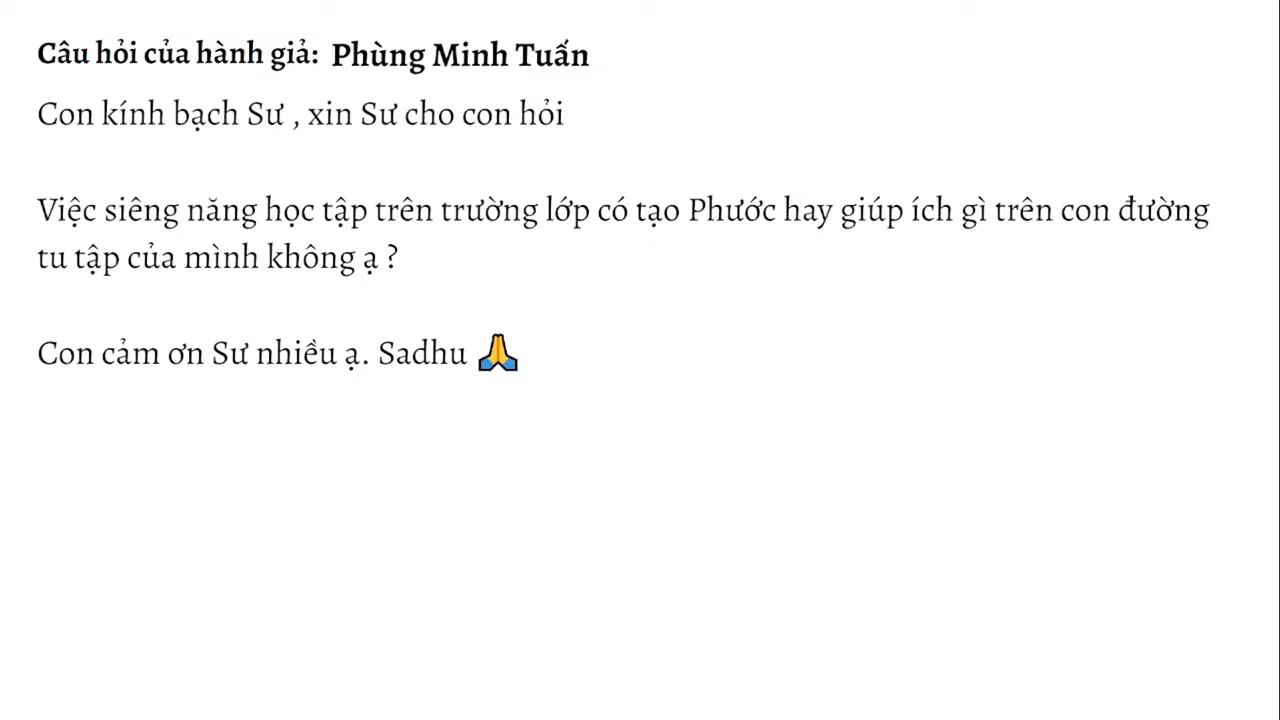 Câu hỏi của hành giả: Phùng Minh Tuấn
Con kính bạch Sư , xin Sư cho con hỏi
Việc siêng năng học tập trên trường lớp có tạo Phước hay giúp ích gì trên con đường
tu tập của mình không ạ ?
Con cảm ơn Sư nhiều ạ. Sadhu 🙏